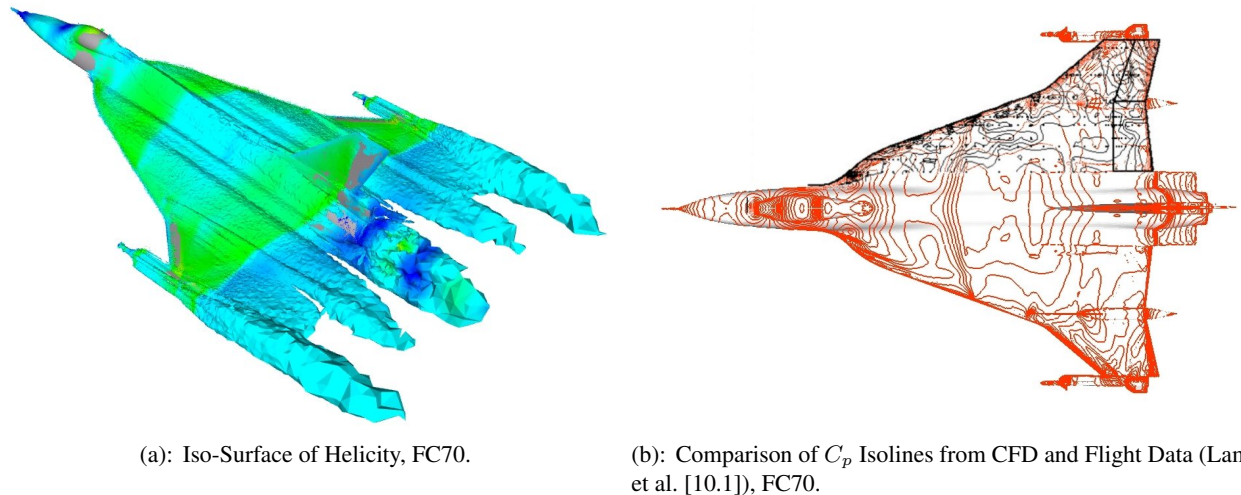 (a): Iso-Surface of Helicity, FC70.
(b): Comparison of $C_p$ Isolines from CFD and Flight Data (Lan
et al. [10.1]), FC70.